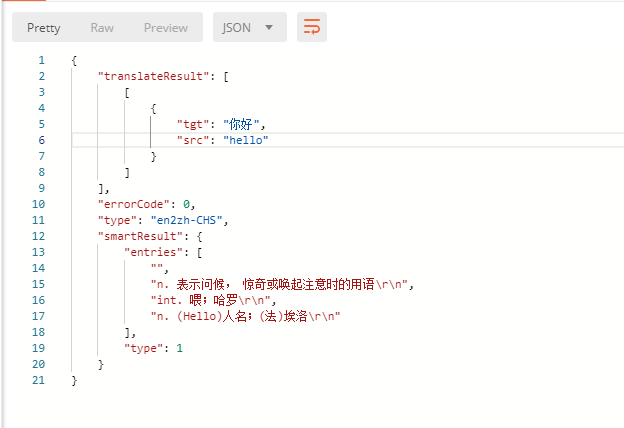 Pretty Raw Preview JSON
1 {
2 "translateResult": [
3 [
4 {
5 "tgt": "你好",
6 "src": "hello"
7 }
8 ]
9 ],
10 "errorCode": 0,
11 "type": "en2zh-CHS",
12 "smartResult": {
13 "entries": [
14 "",
15 "n. 表示问候， 惊奇或唤起注意时的用语\r\n",
16 "int. 喂；哈罗\r\n",
17 "n. (Hello)人名；(法)埃洛\r\n"
18 ],
19 "type": 1
20 }
21 }